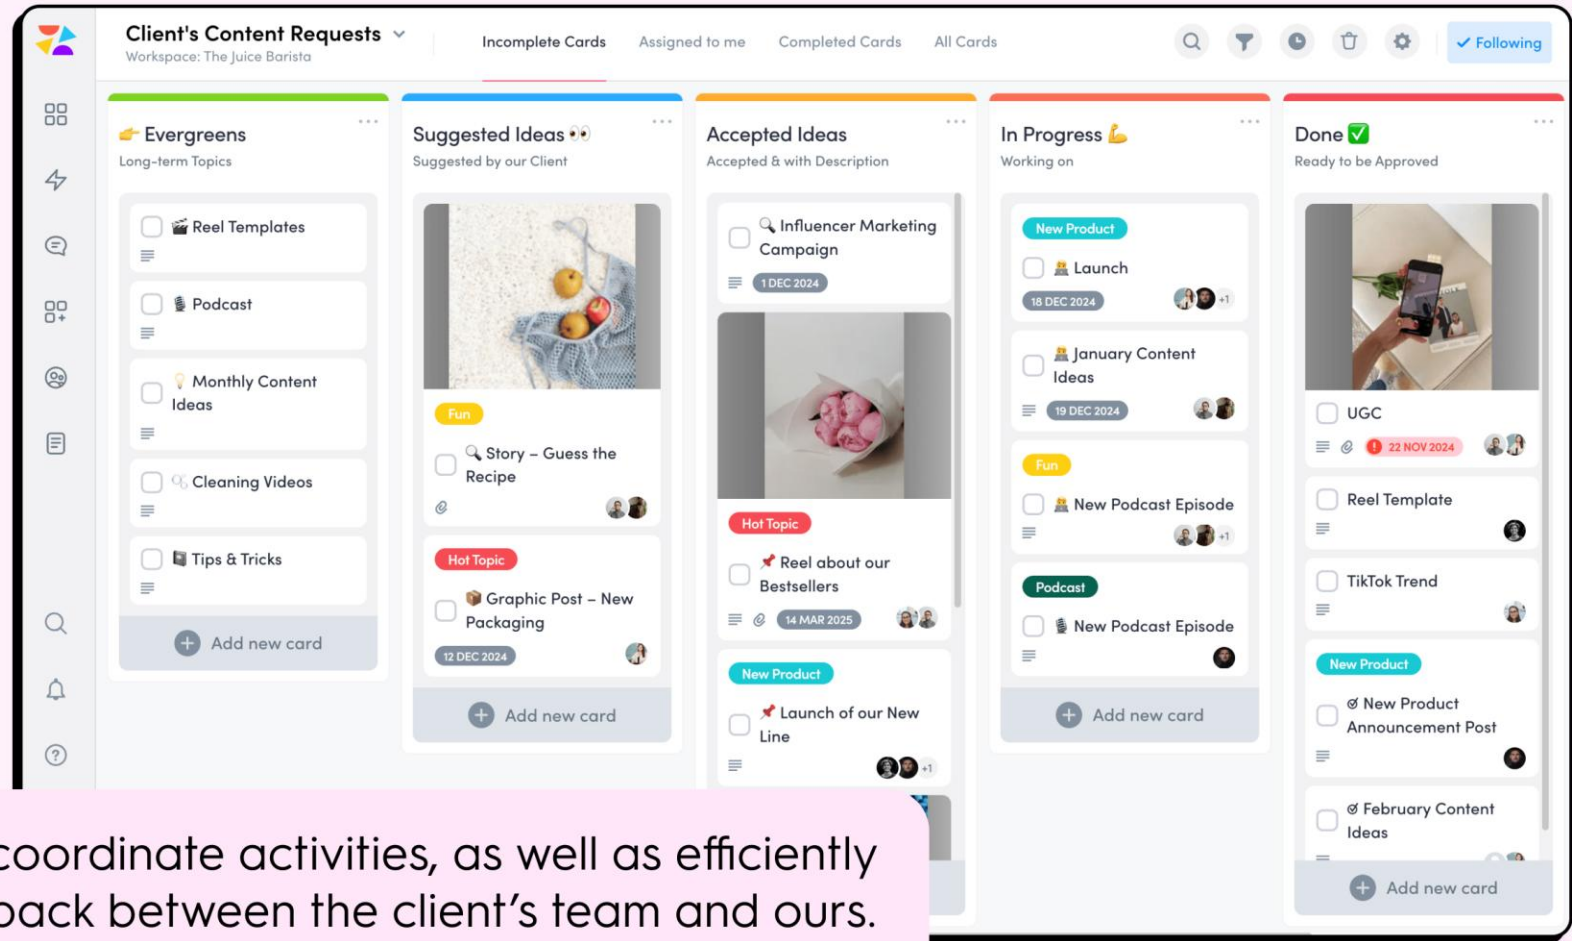 Client's Content Requests
Workspace: The Juice Barista
Incomplete Cards
Assigned to me
Completed Cards
All Cards
Following
Evergreens
Long-term Topics
Reel Templates
Podcast
Monthly Content
Ideas
Cleaning Videos
Tips & Tricks
Add new card
Suggested Ideas
Suggested by our Client
Fun
Story – Guess the
Recipe
Hot Topic
Graphic Post – New
Packaging
12 DEC 2024
Add new card
Accepted Ideas
Accepted & with Description
Influencer Marketing
Campaign
1 DEC 2024
Hot Topic
Reel about our
Bestsellers
14 MAR 2025
New Product
Launch of our New
Line
+1
In Progress
Working on
New Product
Launch
18 DEC 2024
+1
January Content
Ideas
19 DEC 2024
Fun
New Podcast Episode
+1
Podcast
New Podcast Episode
Add new card
Done
Ready to be Approved
UGC
22 NOV 2024
Reel Template
TikTok Trend
New Product
New Product
Announcement Post
February Content
Ideas
Add new card
coordinate activities, as well as efficiently
back between the client's team and ours.